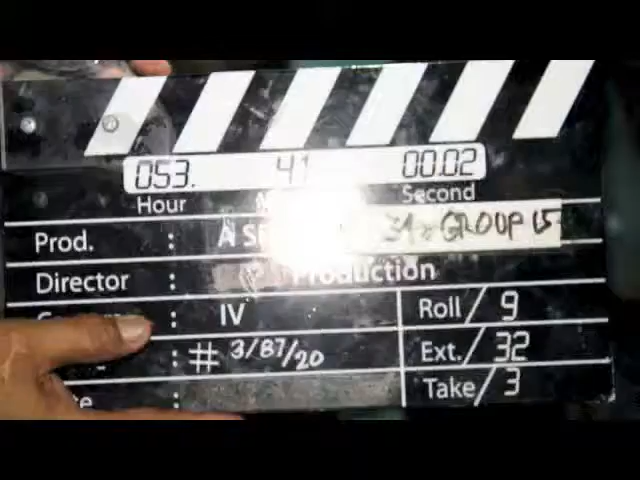 053. 41 00.02
Hour Second
Prod. : A
GROUP
Director : Production
: IV Roll/ 9
: # 3/87/20 Ext./ 32
: Take/ 3